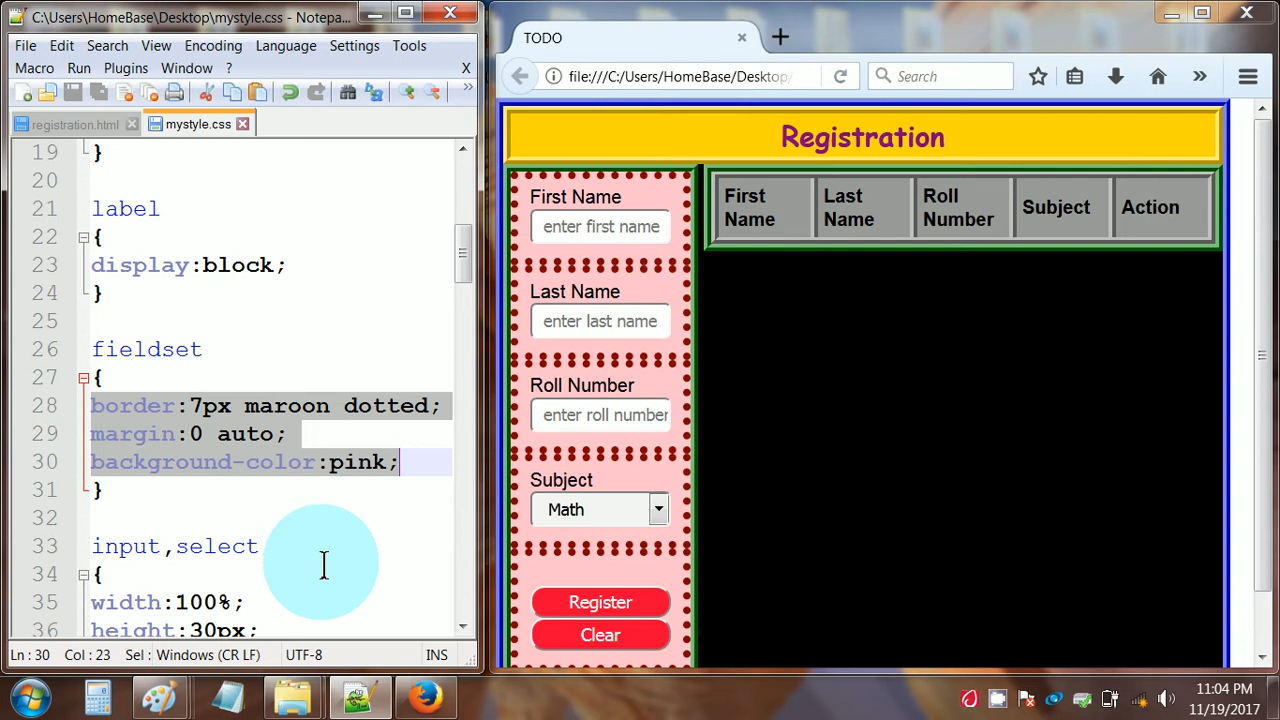 C:\Users\HomeBase\Desktop\mystyle.css - Notepa...
File Edit Search View Encoding Language Settings Tools
Macro Run Plugins Window ? X
registration.html mystyle.css
19 }
20
21 label
22 {
23 display:block;
24 }
25
26 fieldset
27 {
28 border:7px maroon dotted;
29 margin:0 auto;
30 background-color:pink;
31 }
32
33 input,select
34 {
35 width:100%;
36 height:30px;
Ln : 30 Col : 23 Sel : Windows (CR LF) UTF-8 INS
TODO
file:///C:/Users/HomeBase/Desktop/ Search
Registration
First Name
enter first name
Last Name
enter last name
Roll Number
enter roll number
Subject
Math
Register
Clear
First Name
Last Name
Roll Number
Subject
Action
11:04 PM
11/19/2017